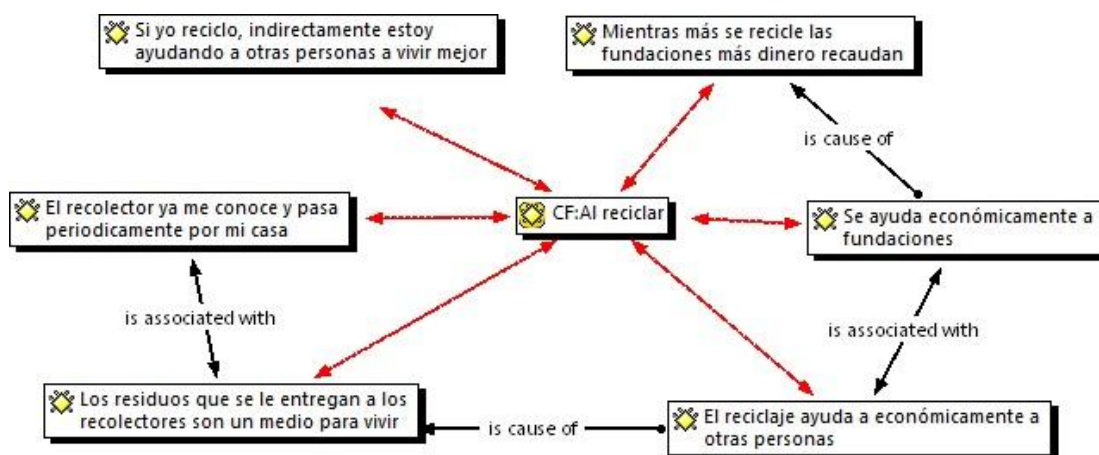 Si yo reciclo, indirectamente estoy
ayudando a otras personas a vivir mejor
Mientras más se recicle las
fundaciones más dinero recaudan
is cause of
El recolector ya me conoce y pasa
periodicamente por mi casa
CF:Al reciclar
Se ayuda económicamente a
fundaciones
is associated with
is associated with
Los residuos que se le entregan a los
recolectores son un medio para vivir
is cause of
El reciclaje ayuda a económicamente a
otras personas